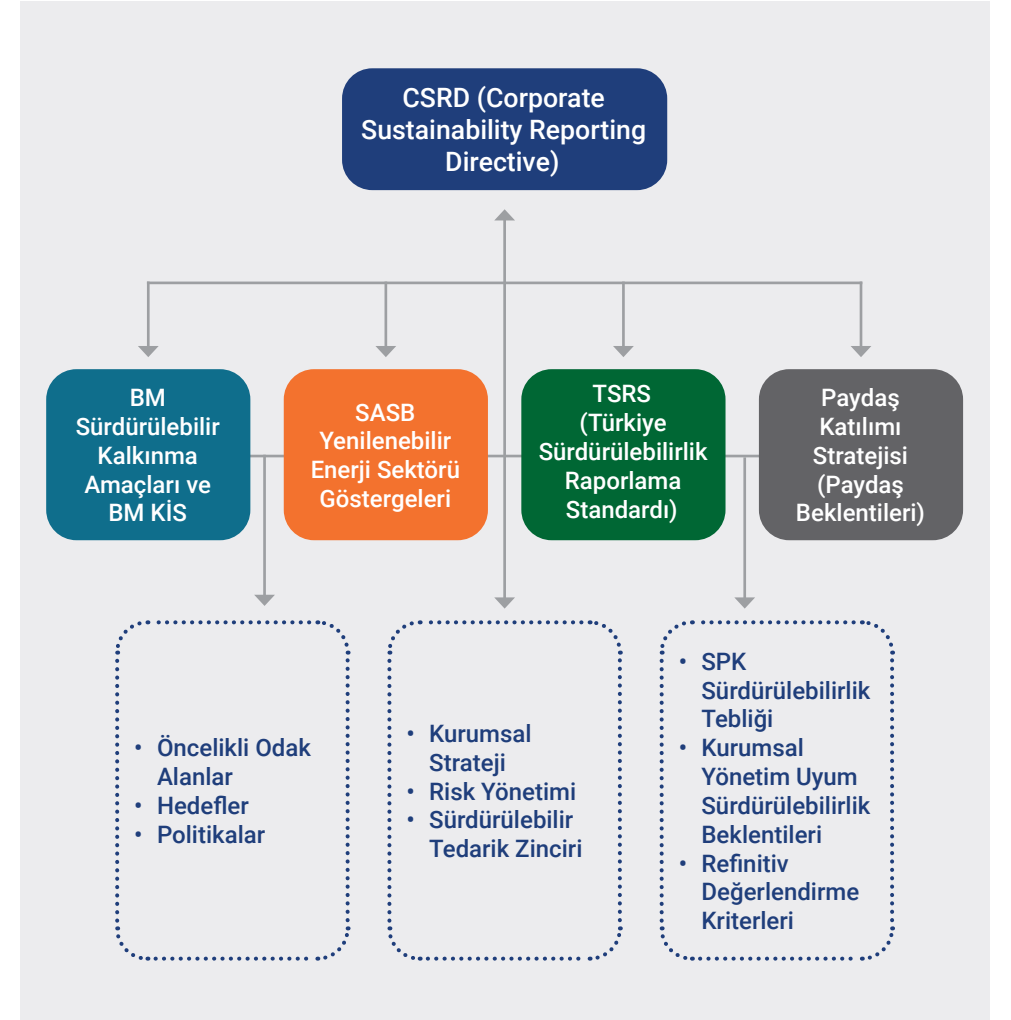 CSRD (Corporate
Sustainability Reporting
Directive)
BM
Sürdürülebilir
Kalkınma
Amaçları ve
BM KİS
SASB
Yenilenebilir
Enerji Sektörü
Göstergeleri
TSRS
(Türkiye
Sürdürülebilirlik
Raporlama
Standardı)
Paydaş
Katılımı
Stratejisi
(Paydaş
Beklentileri)
• Öncelikli Odak
Alanlar
• Hedefler
• Politikalar
• Kurumsal
Strateji
• Risk Yönetimi
• Sürdürülebilir
Tedarik Zinciri
• SPK
Sürdürülebilirlik
Tebliği
• Kurumsal
Yönetim Uyum
Sürdürülebilirlik
Beklentileri
• Refinitiv
Değerlendirme
Kriterleri